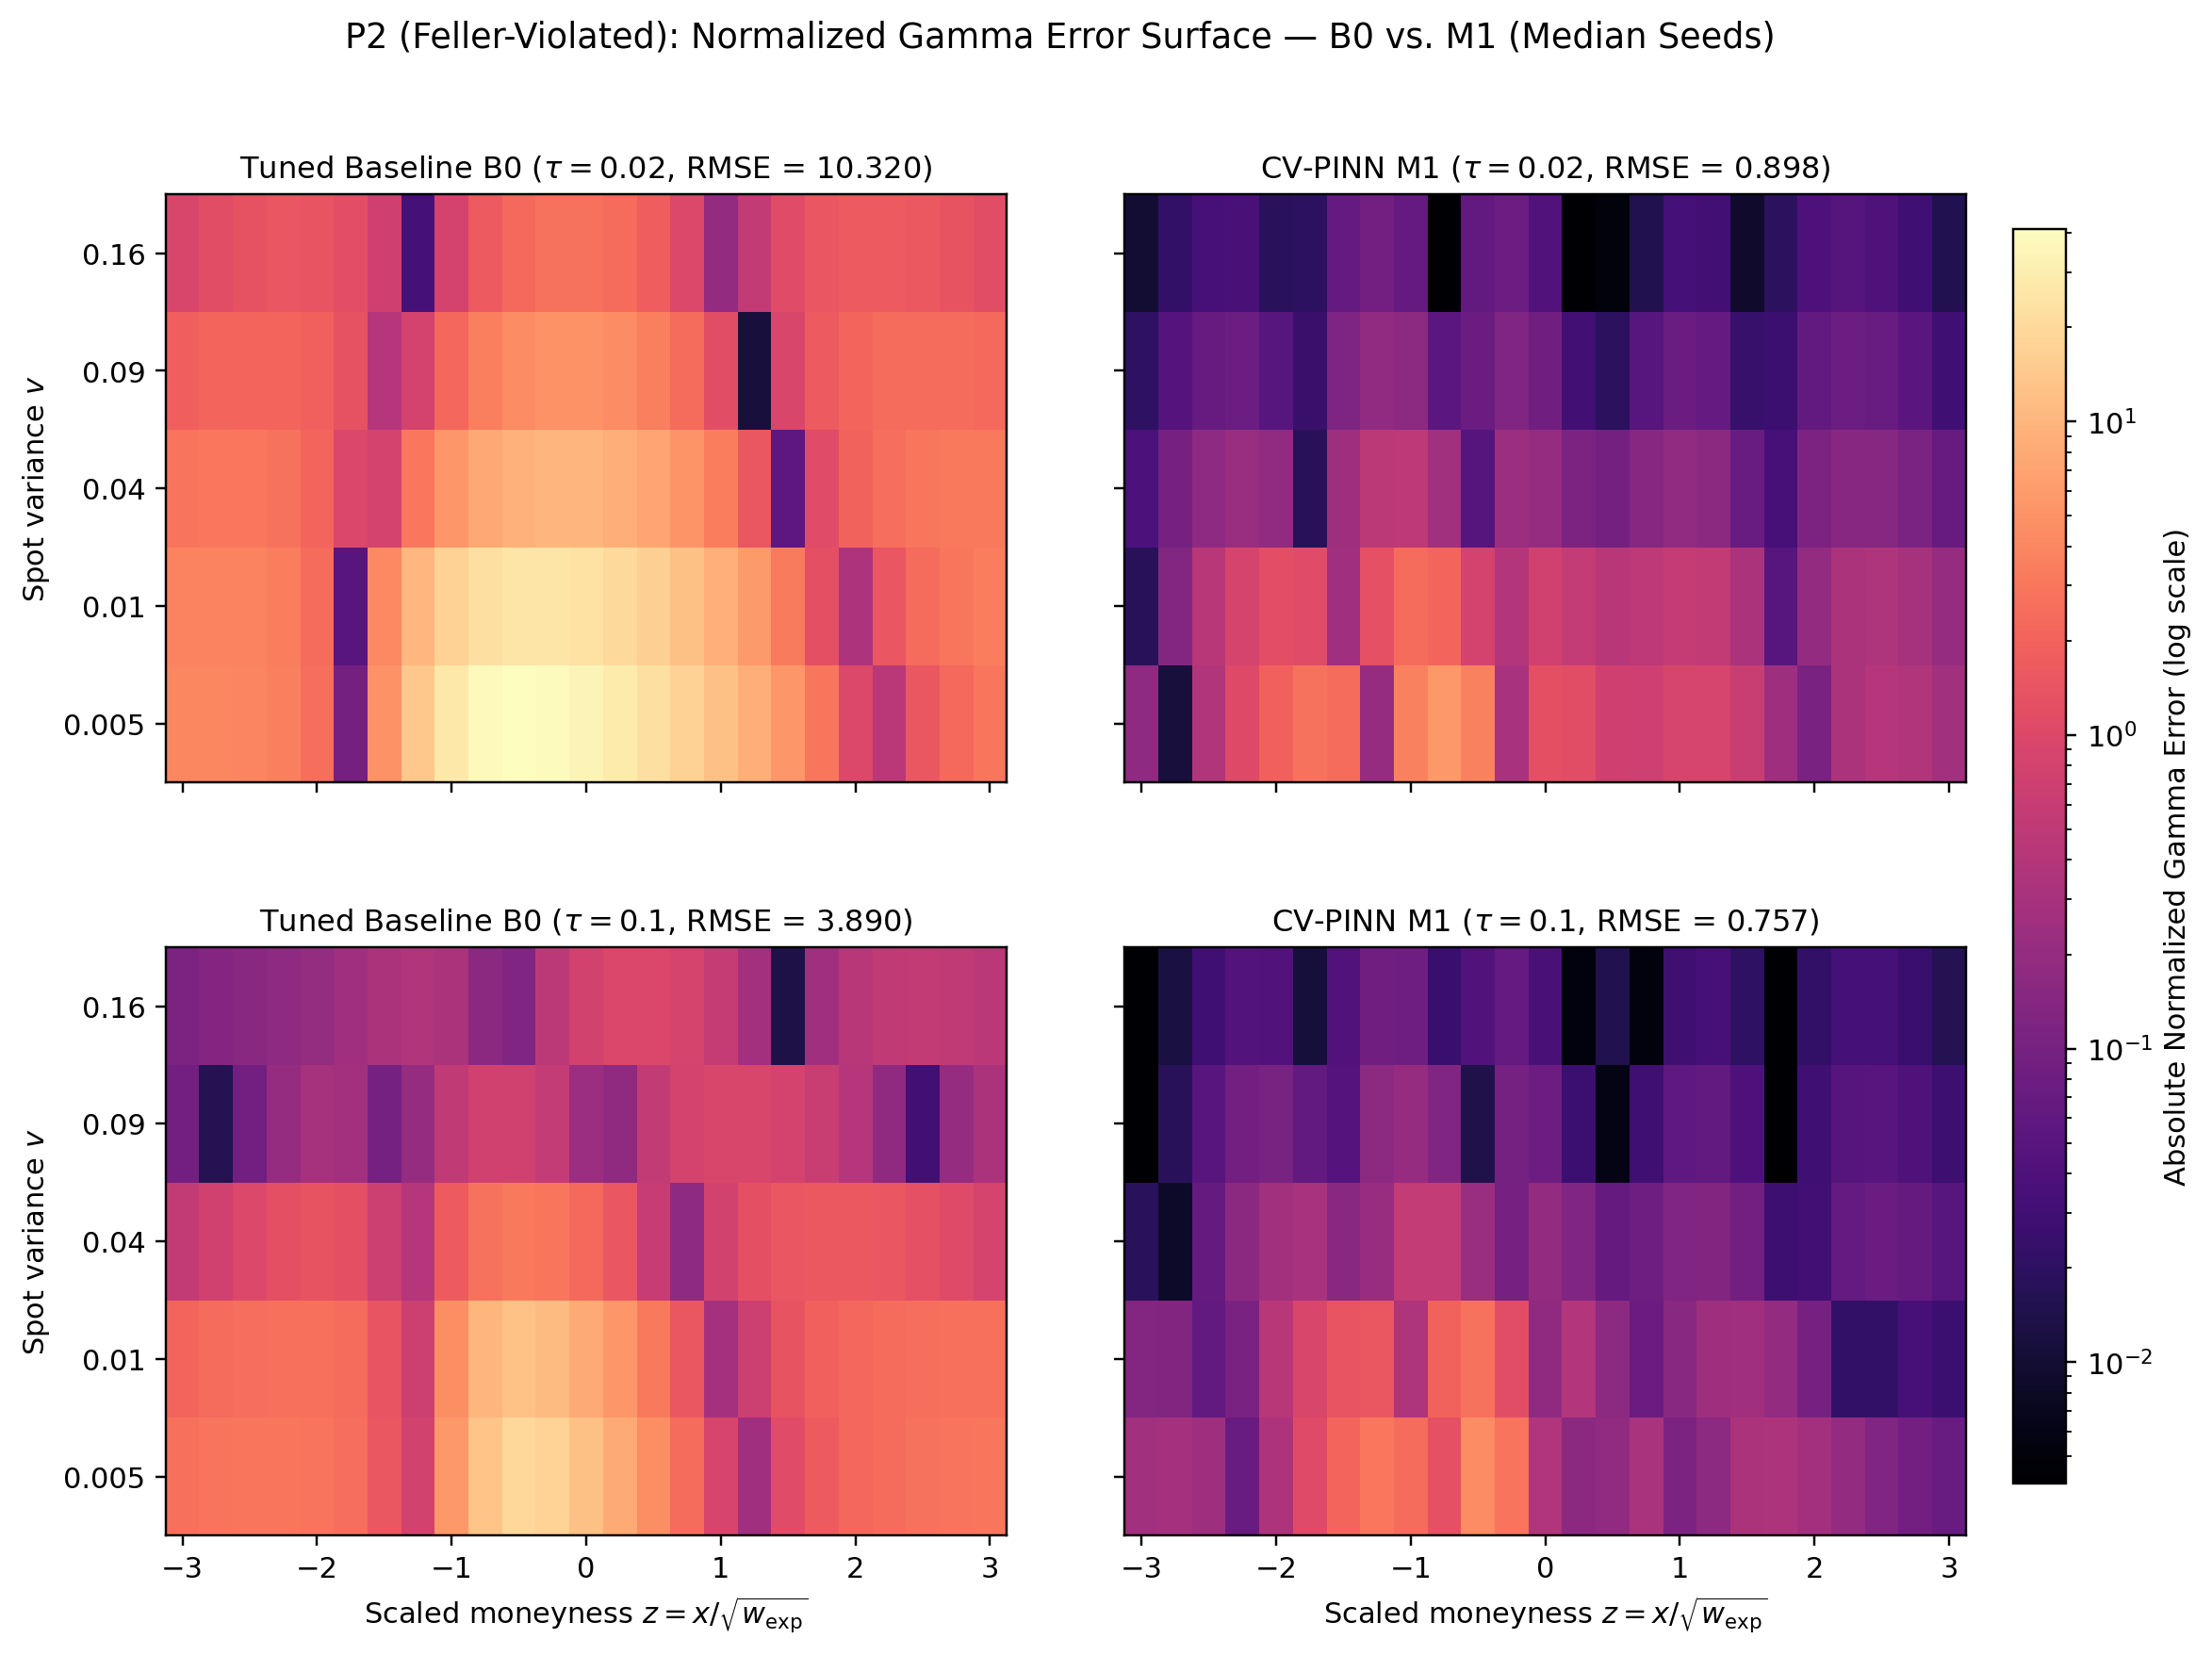 P2 (Feller-Violated): Normalized Gamma Error Surface — B0 vs. M1 (Median Seeds)
Tuned Baseline B0 (τ = 0.02, RMSE = 10.320)
CV-PINN M1 (τ = 0.02, RMSE = 0.898)
Spot variance v
0.16
0.09
0.04
0.01
0.005
Tuned Baseline B0 (τ = 0.1, RMSE = 3.890)
CV-PINN M1 (τ = 0.1, RMSE = 0.757)
Spot variance v
0.16
0.09
0.04
0.01
0.005
−3 −2 −1 0 1 2 3
−3 −2 −1 0 1 2 3
Scaled moneyness z = x/√w_exp
Scaled moneyness z = x/√w_exp
10¹
10⁰
10⁻¹
10⁻²
Absolute Normalized Gamma Error (log scale)